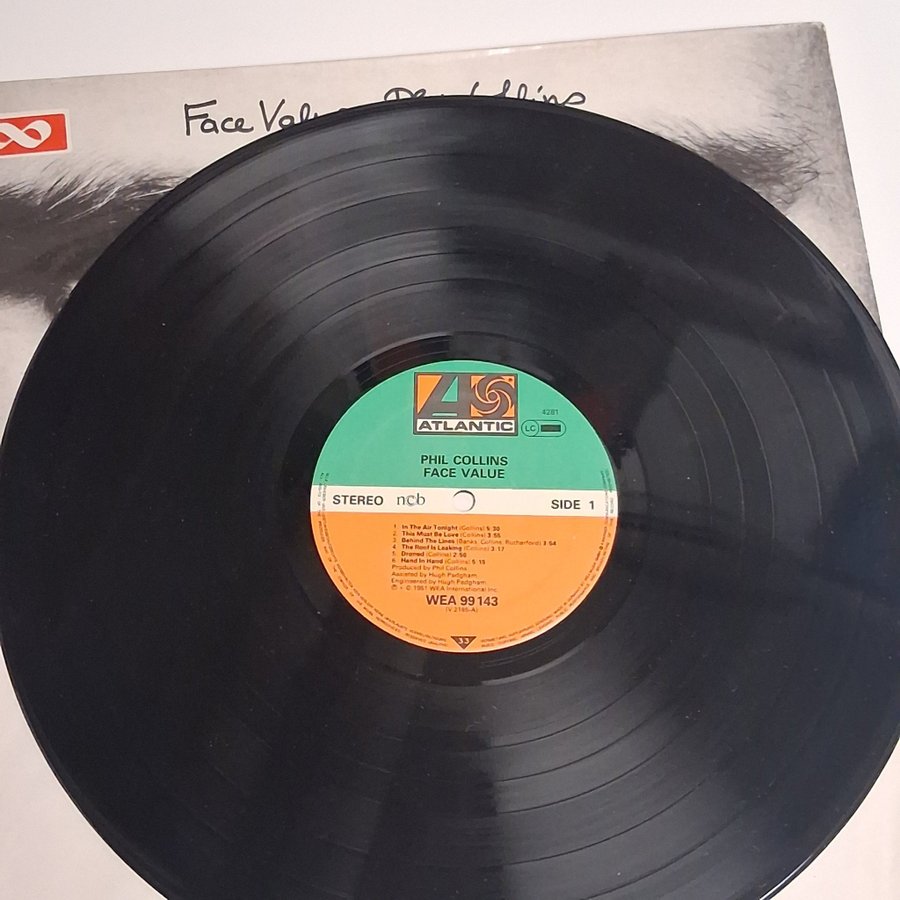 Face Value Phil Collins
ATLANTIC
4281
LC
PHIL COLLINS
FACE VALUE
STEREO ncb
SIDE 1
1. In The Air Tonight (Collins) 5:30
2. This Must Be Love (Collins) 3:55
3. Behind The Lines (Banks, Collins, Rutherford) 3:54
4. The Roof Is Leaking (Collins) 3:17
5. Droned (Collins) 2:50
6. Hand In Hand (Collins) 5:15
Produced by Phil Collins
Assisted by Hugh Padgham
Engineered by Hugh Padgham
℗ + © 1981 WEA International Inc.
WEA 99 143
(V 2185-A)
33